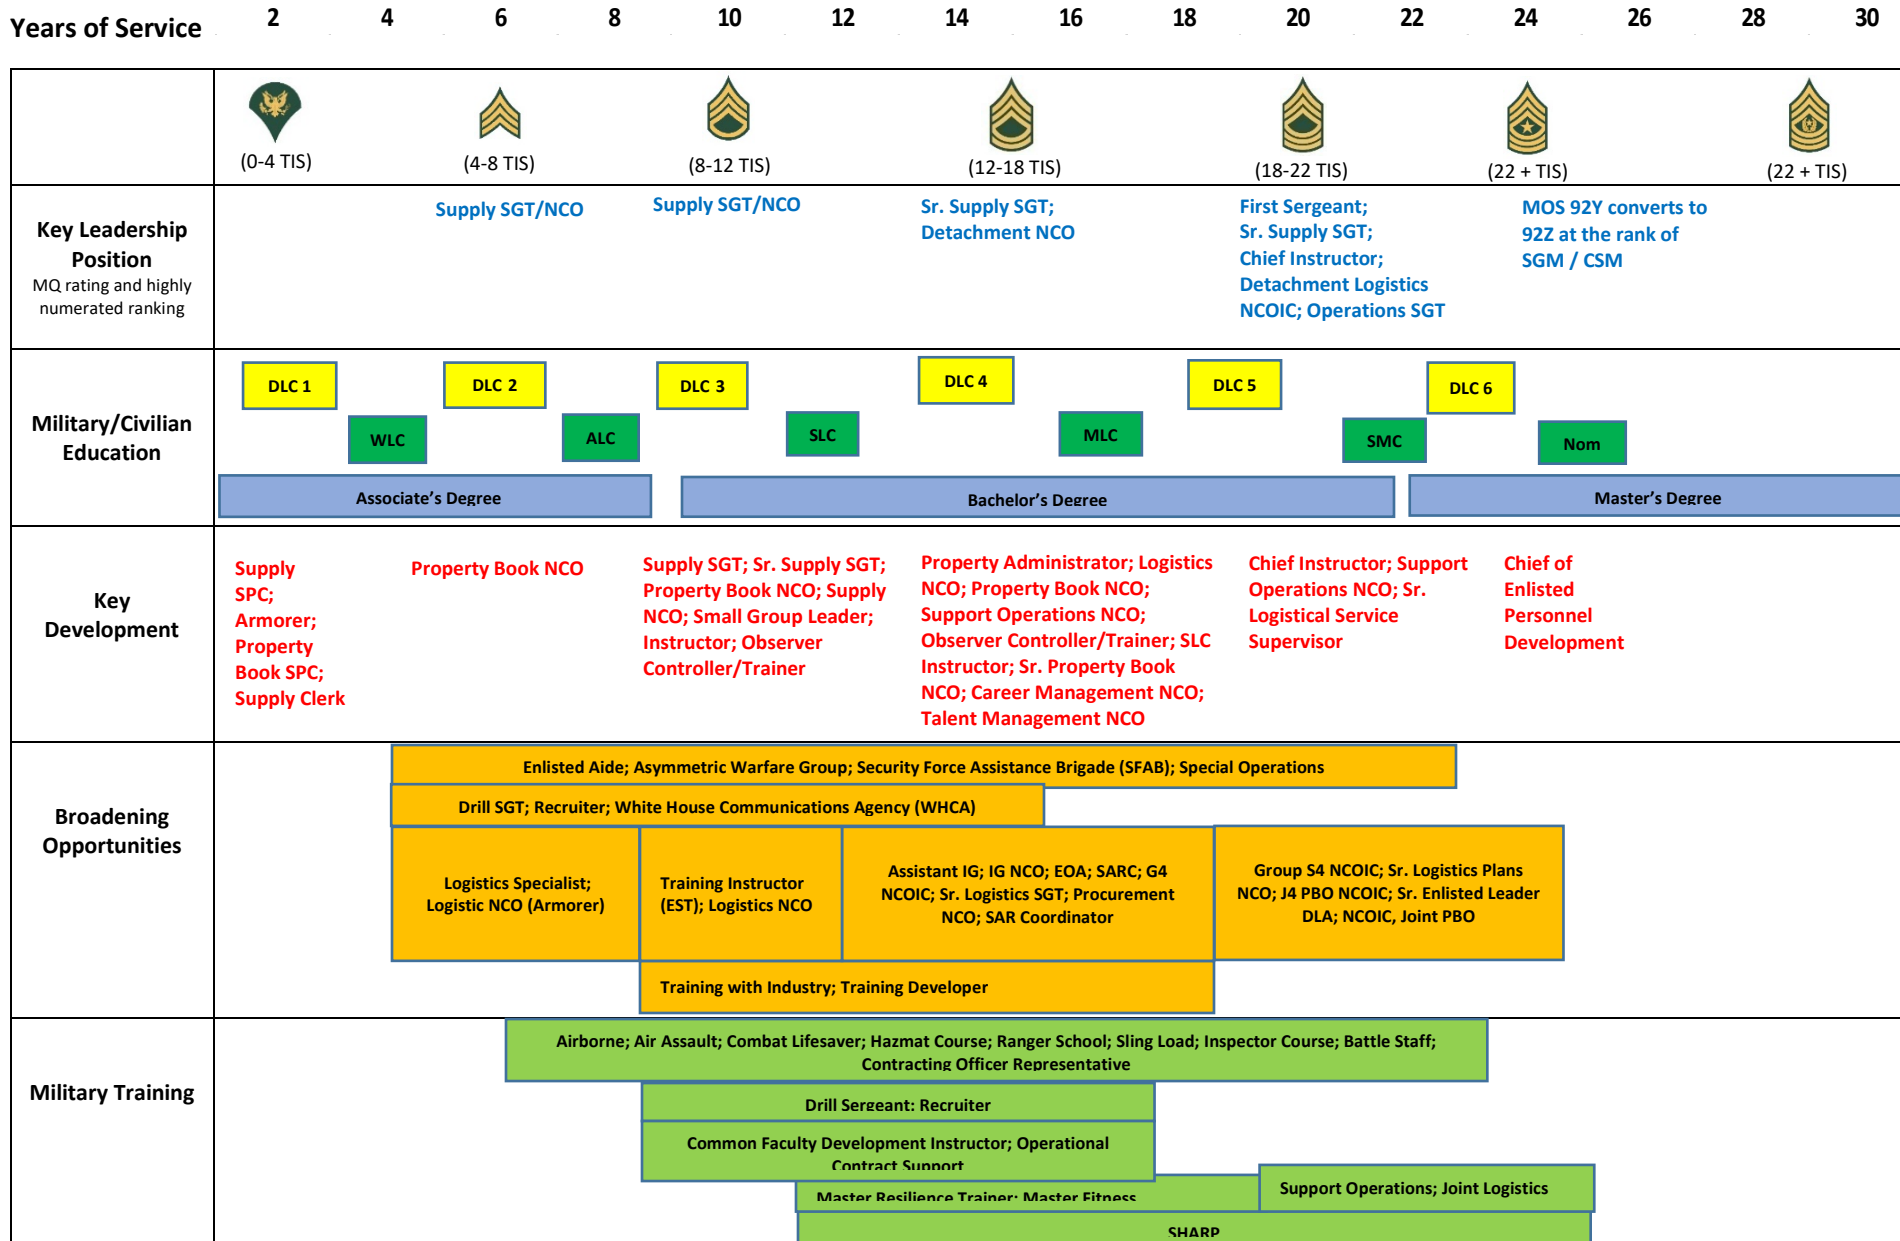 Years of Service 2 4 6 8 10 12 14 16 18 20 22 24 26 28 30
(0-4 TIS) (4-8 TIS) (8-12 TIS) (12-18 TIS) (18-22 TIS) (22 + TIS) (22 + TIS)
Key Leadership
Position
MQ rating and highly
numerated ranking
Supply SGT/NCO
Supply SGT/NCO
Sr. Supply SGT;
Detachment NCO
First Sergeant;
Sr. Supply SGT;
Chief Instructor;
Detachment Logistics
NCOIC; Operations SGT
MOS 92Y converts to
92Z at the rank of
SGM / CSM
Military/Civilian
Education
DLC 1
DLC 2
DLC 3
DLC 4
DLC 5
DLC 6
WLC
ALC
SLC
MLC
SMC
Nom
Associate's Degree
Bachelor's Degree
Master's Degree
Key
Development
Supply
SPC;
Armorer;
Property
Book SPC;
Supply Clerk
Property Book NCO
Supply SGT; Sr. Supply SGT;
Property Book NCO; Supply
NCO; Small Group Leader;
Instructor; Observer
Controller/Trainer
Property Administrator; Logistics
NCO; Property Book NCO;
Support Operations NCO;
Observer Controller/Trainer; SLC
Instructor; Sr. Property Book
NCO; Career Management NCO;
Talent Management NCO
Chief Instructor; Support
Operations NCO; Sr.
Logistical Service
Supervisor
Chief of
Enlisted
Personnel
Development
Broadening
Opportunities
Enlisted Aide; Asymmetric Warfare Group; Security Force Assistance Brigade (SFAB); Special Operations
Drill SGT; Recruiter; White House Communications Agency (WHCA)
Logistics Specialist;
Logistic NCO (Armorer)
Training Instructor
(EST); Logistics NCO
Assistant IG; IG NCO; EOA; SARC; G4
NCOIC; Sr. Logistics SGT; Procurement
NCO; SAR Coordinator
Group S4 NCOIC; Sr. Logistics Plans
NCO; J4 PBO NCOIC; Sr. Enlisted Leader
DLA; NCOIC, Joint PBO
Training with Industry; Training Developer
Military Training
Airborne; Air Assault; Combat Lifesaver; Hazmat Course; Ranger School; Sling Load; Inspector Course; Battle Staff;
Contracting Officer Representative
Drill Sergeant; Recruiter
Common Faculty Development Instructor; Operational
Contract Support
Master Resilience Trainer; Master Fitness
Support Operations; Joint Logistics
SHARP